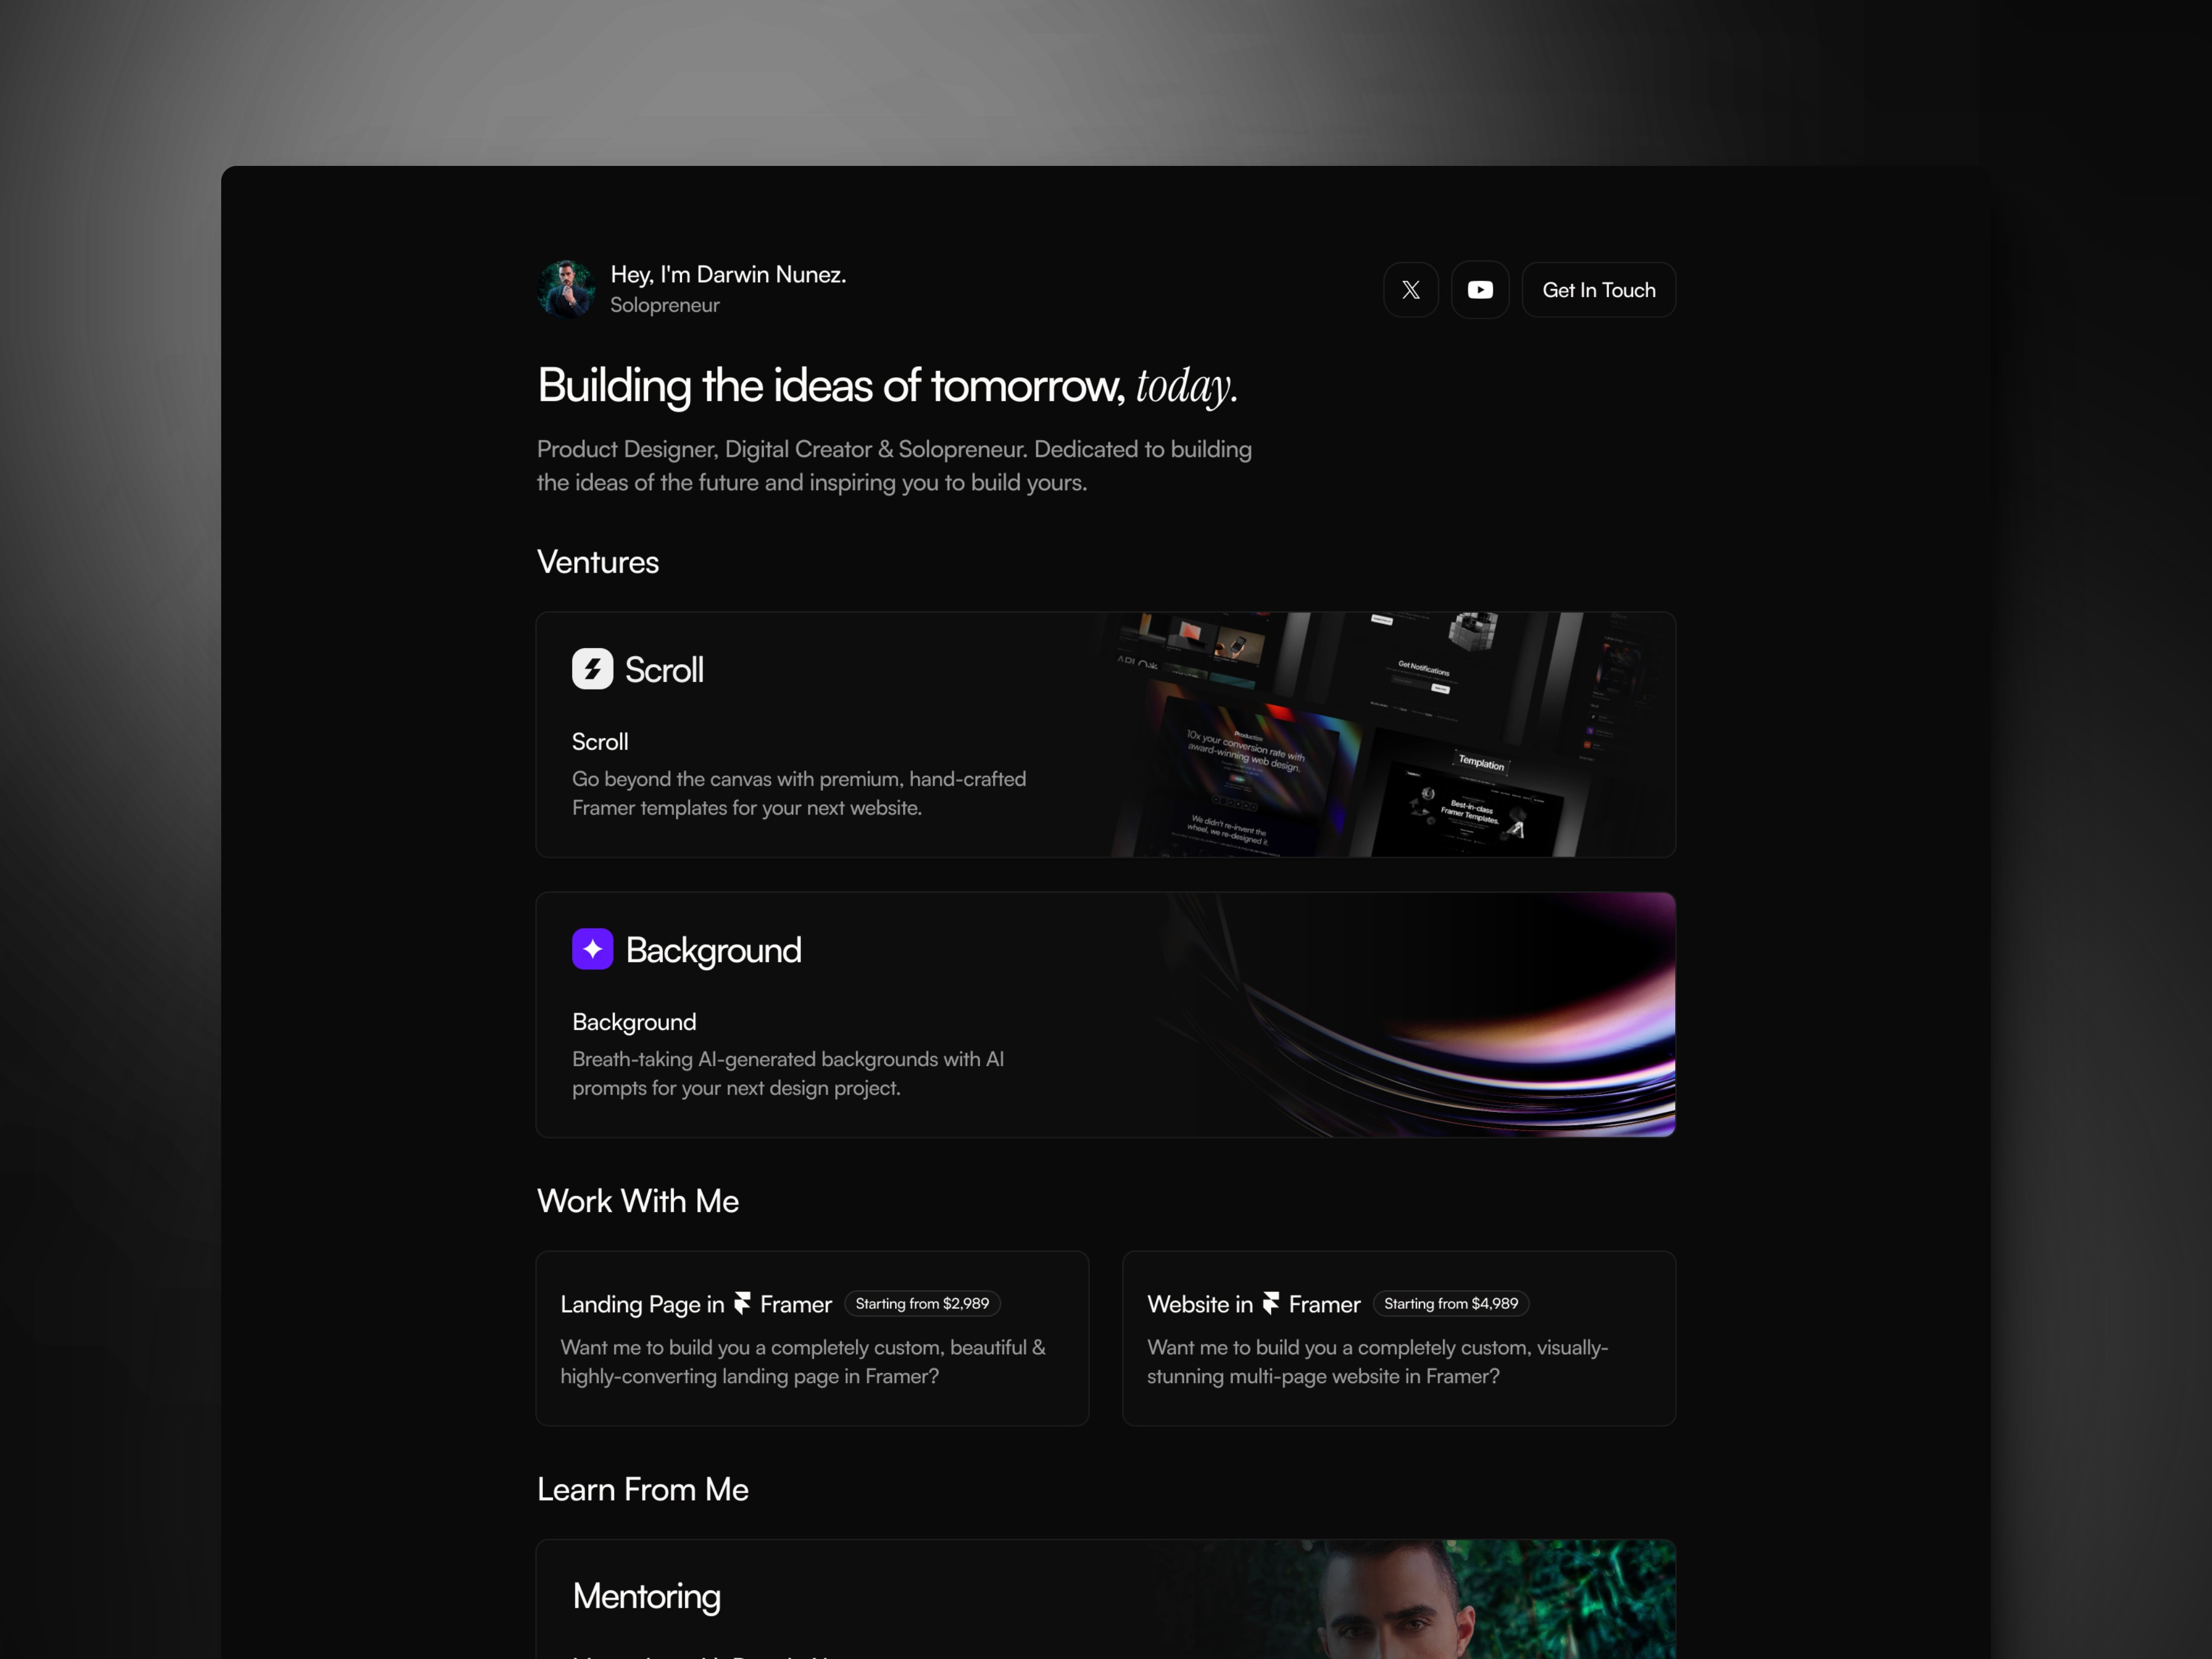 Hey, I'm Darwin Nunez.
Solopreneur
Get In Touch
Building the ideas of tomorrow, today.
Product Designer, Digital Creator & Solopreneur. Dedicated to building
the ideas of the future and inspiring you to build yours.
Ventures
Scroll
Scroll
Go beyond the canvas with premium, hand-crafted
Framer templates for your next website.
Get Notifications
Productive
10x your conversion rate with
award-winning web design.
We didn't re-invent the
wheel, we re-designed it.
Templation
Best-in-class
Framer Templates.
Background
Background
Breath-taking AI-generated backgrounds with AI
prompts for your next design project.
Work With Me
Landing Page in Framer Starting from $2,989
Want me to build you a completely custom, beautiful &
highly-converting landing page in Framer?
Website in Framer Starting from $4,989
Want me to build you a completely custom, visually-
stunning multi-page website in Framer?
Learn From Me
Mentoring